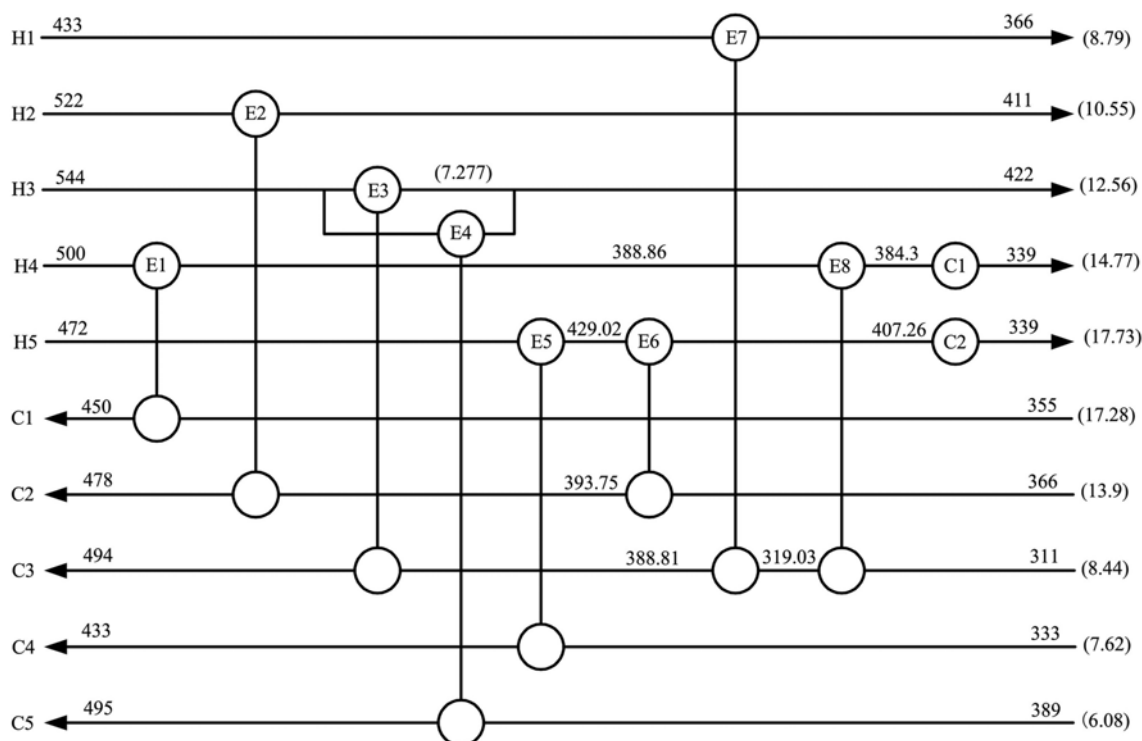 H1 433 E7 366 (8.79)
H2 522 E2 411 (10.55)
H3 544 E3 (7.277) 422 (12.56)
E4
H4 500 E1 388.86 E8 384.3 C1 339 (14.77)
H5 472 E5 429.02 E6 407.26 C2 339 (17.73)
C1 450 355 (17.28)
C2 478 393.75 366 (13.9)
C3 494 388.81 319.03 311 (8.44)
C4 433 333 (7.62)
C5 495 389 (6.08)